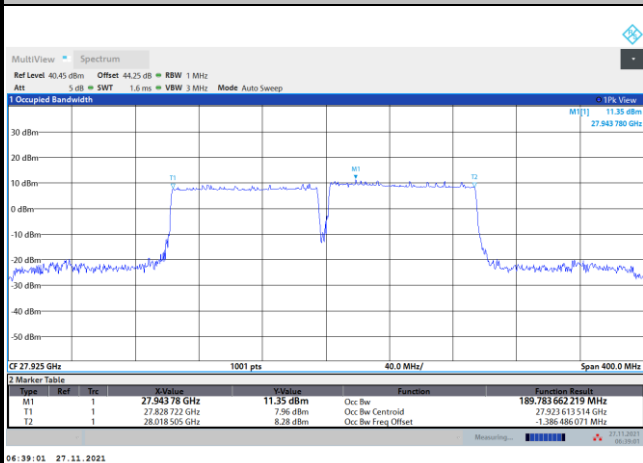 MultiView Spectrum
Ref Level 40.45 dBm Offset 44.25 dB RBW 1 MHz
Att 5 dB SWT 1.6 ms VBW 3 MHz Mode Auto Sweep
1 Occupied Bandwidth 1Pk View
M1[1] 11.35 dBm
27.943 780 GHz
30 dBm
20 dBm
M1
T1 T2
10 dBm
0 dBm
-10 dBm
-20 dBm
-30 dBm
-40 dBm
-50 dBm
CF 27.925 GHz 1001 pts 40.0 MHz/ Span 400.0 MHz
2 Marker Table
Type Ref Trc X-Value Y-Value Function Function Result
M1 1 27.943 78 GHz 11.35 dBm Occ Bw 189.783 662 219 MHz
T1 1 27.828 722 GHz 7.96 dBm Occ Bw Centroid 27.923 613 514 GHz
T2 1 28.018 505 GHz 8.28 dBm Occ Bw Freq Offset -1.386 486 071 MHz
Measuring... 27.11.2021
06:39:01
06:39:01 27.11.2021